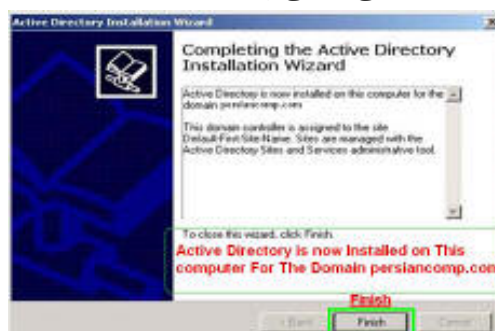 Active Directory Installation Wizard
Completing the Active Directory
Installation Wizard
Active Directory is now installed on this computer for the
domain persiancomp.com
This domain controller is assigned to the site
Default-First-Site-Name. Sites are managed with the
Active Directory Sites and Services administrative tool.
To close this wizard, click Finish.
Active Directory is now Installed on This
computer For The Domain persiancomp.com
Finish
< Back Finish Cancel